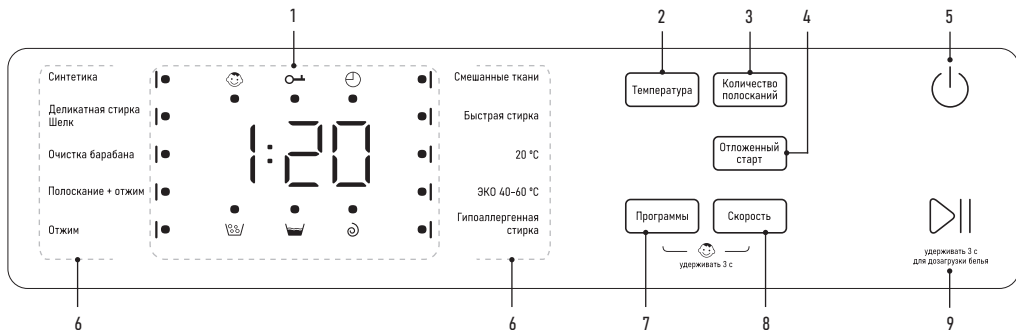 1
2
3
4
5
Синтетика
Деликатная стирка
Шелк
Очистка барабана
Полоскание + отжим
Отжим
1:20
Смешанные ткани
Быстрая стирка
20 °C
ЭКО 40-60 °C
Гипоаллергенная
стирка
Температура
Количество
полосканий
Отложенный
старт
Программы
Скорость
удерживать 3 с
удерживать 3 с
для дозагрузки белья
6
6
7
8
9